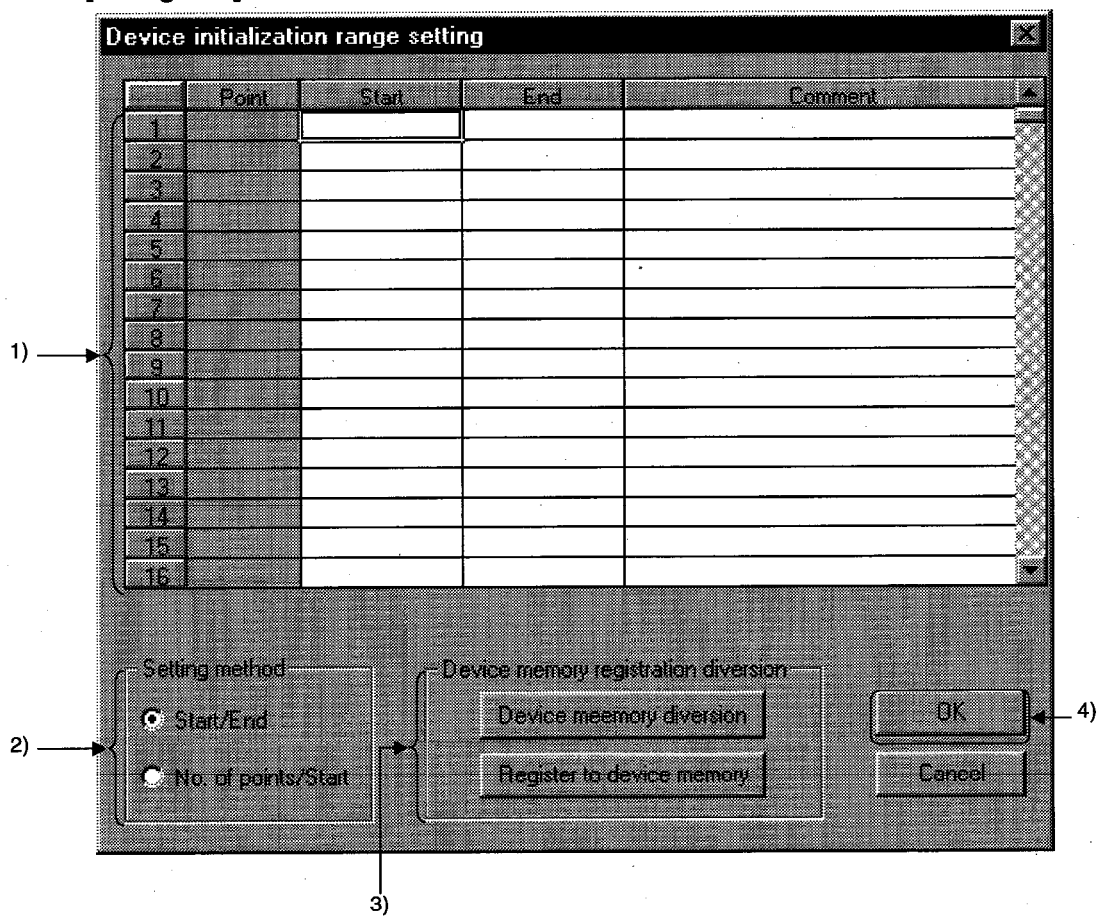 Device initialization range setting
Point Start End Comment
1
2
3
4
5
6
7
8
1)
9
10
11
12
13
14
15
16
Setting method
Device memory registration diversion
Start/End
Device meemory diversion
OK
4)
2)
No. of points/Start
Register to device memory
Cancel
3)